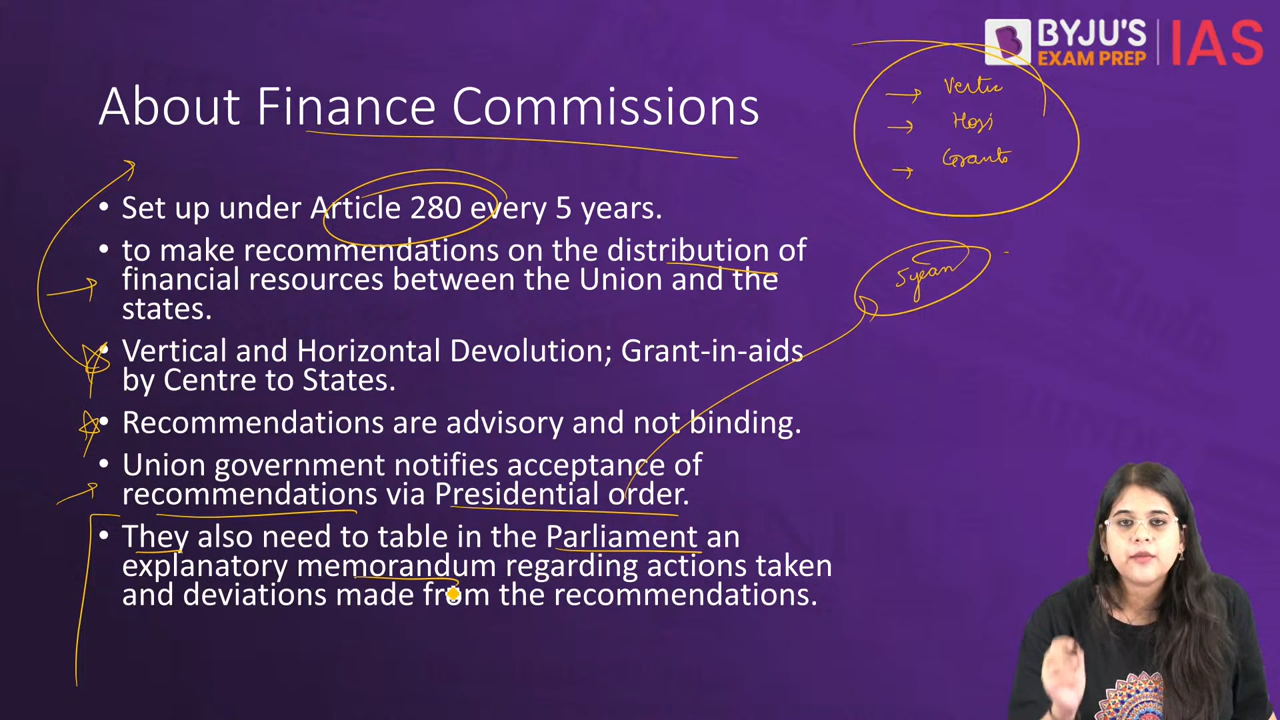 BYJU'S
EXAM PREP
IAS
About Finance Commissions
Vertic
Hozi
Grants
• Set up under Article 280 every 5 years.
• to make recommendations on the distribution of
financial resources between the Union and the
states.
5 years
• Vertical and Horizontal Devolution; Grant-in-aids
by Centre to States.
• Recommendations are advisory and not binding.
• Union government notifies acceptance of
recommendations via Presidential order.
• They also need to table in the Parliament an
explanatory memorandum regarding actions taken
and deviations made from the recommendations.